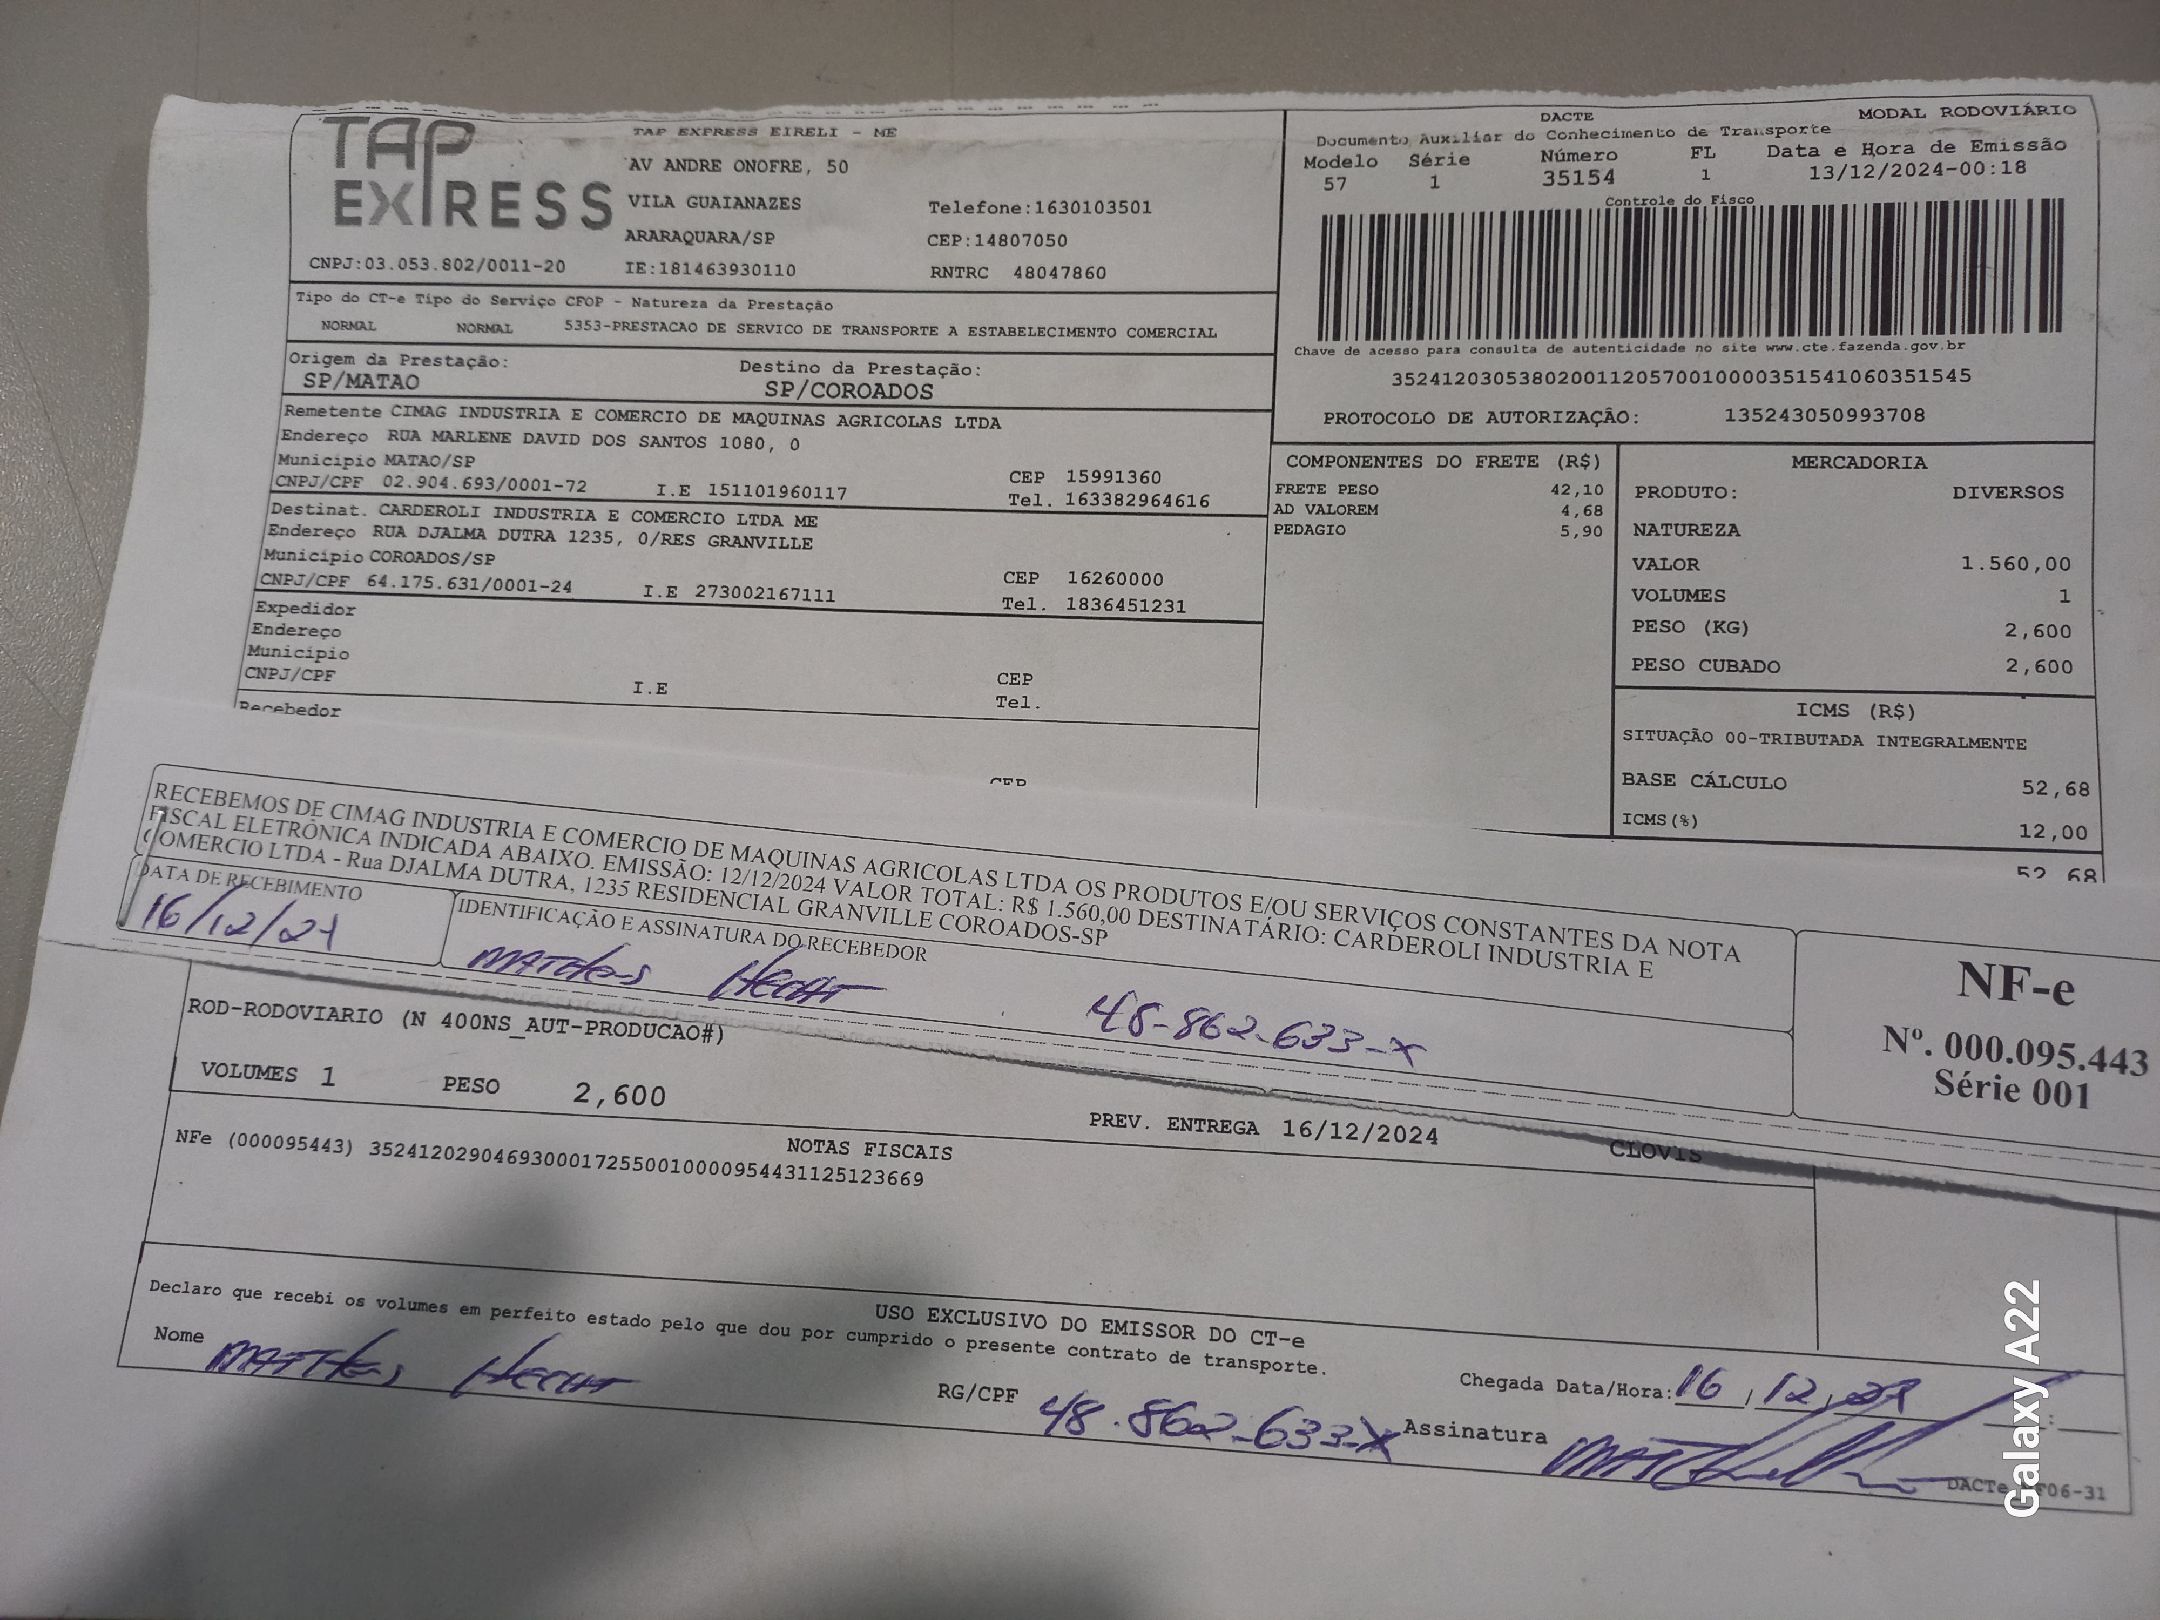 TAP EXPRESS
TAP EXPRESS EIRELI - ME
AV ANDRE ONOFRE, 50
VILA GUAIANAZES Telefone:1630103501
ARARAQUARA/SP CEP:14807050
CNPJ:03.053.802/0011-20 IE:181463930110 RNTRC 48047860
DACTE MODAL RODOVIÁRIO
Documento Auxiliar do Conhecimento de Transporte
Modelo Série Número FL Data e Hora de Emissão
57 1 35154 1 13/12/2024-00:18
Controle do Fisco
Chave de acesso para consulta de autenticidade no site www.cte.fazenda.gov.br
35241203053802001120570010000351541060351545
PROTOCOLO DE AUTORIZAÇÃO: 135243050993708
Tipo do CT-e Tipo do Serviço CFOP - Natureza da Prestação
NORMAL NORMAL 5353-PRESTACAO DE SERVICO DE TRANSPORTE A ESTABELECIMENTO COMERCIAL
Origem da Prestação: Destino da Prestação:
SP/MATAO SP/COROADOS
Remetente CIMAG INDUSTRIA E COMERCIO DE MAQUINAS AGRICOLAS LTDA
Endereço RUA MARLENE DAVID DOS SANTOS 1080, 0
Municipio MATAO/SP CEP 15991360
CNPJ/CPF 02.904.693/0001-72 I.E 151101960117 Tel. 163382964616
Destinat. CARDEROLI INDUSTRIA E COMERCIO LTDA ME
Endereço RUA DJALMA DUTRA 1235, 0/RES GRANVILLE
Municipio COROADOS/SP CEP 16260000
CNPJ/CPF 64.175.631/0001-24 I.E 273002167111 Tel. 1836451231
Expedidor
Endereço
Municipio
CNPJ/CPF I.E CEP
Tel.
Recebedor
CEP
COMPONENTES DO FRETE (R$)
FRETE PESO 42,10
AD VALOREM 4,68
PEDAGIO 5,90
MERCADORIA
PRODUTO: DIVERSOS
NATUREZA
VALOR 1.560,00
VOLUMES 1
PESO (KG) 2,600
PESO CUBADO 2,600
ICMS (R$)
SITUAÇÃO 00-TRIBUTADA INTEGRALMENTE
BASE CÁLCULO 52,68
ICMS(%) 12,00
52,68
RECEBEMOS DE CIMAG INDUSTRIA E COMERCIO DE MAQUINAS AGRICOLAS LTDA OS PRODUTOS E/OU SERVIÇOS CONSTANTES DA NOTA
FISCAL ELETRÔNICA INDICADA ABAIXO. EMISSÃO: 12/12/2024 VALOR TOTAL: R$ 1.560,00 DESTINATÁRIO: CARDEROLI INDUSTRIA E
COMERCIO LTDA - Rua DJALMA DUTRA, 1235 RESIDENCIAL GRANVILLE COROADOS-SP
DATA DE RECEBIMENTO IDENTIFICAÇÃO E ASSINATURA DO RECEBEDOR
16/12/24 48-862-633-X
NF-e
Nº. 000.095.443
Série 001
ROD-RODOVIARIO (N 400NS_AUT-PRODUCAO#)
VOLUMES 1 PESO 2,600 PREV. ENTREGA 16/12/2024 CLOVIS
NOTAS FISCAIS
NFe (000095443) 35241202904693000172550010000954431125123669
USO EXCLUSIVO DO EMISSOR DO CT-e
Declaro que recebi os volumes em perfeito estado pelo que dou por cumprido o presente contrato de transporte.
Nome RG/CPF 48.862-633-X Chegada Data/Hora: 16,12,24 :
Assinatura
Galaxy A22